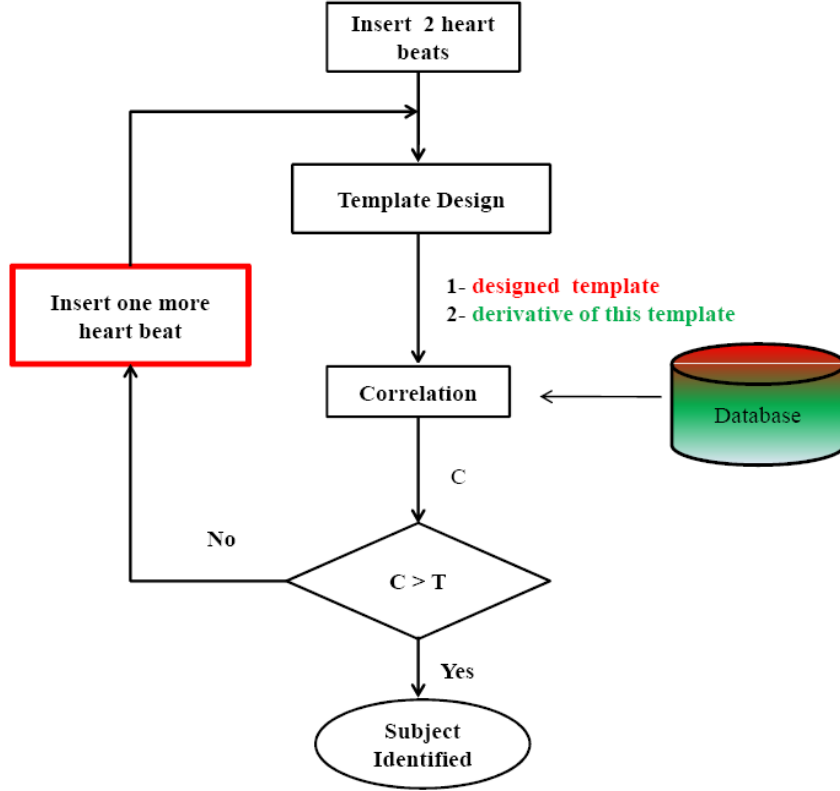 Insert 2 heart
beats
Template Design
1- designed template
2- derivative of this template
Insert one more
heart beat
Correlation
Database
C
No
C > T
Yes
Subject
Identified